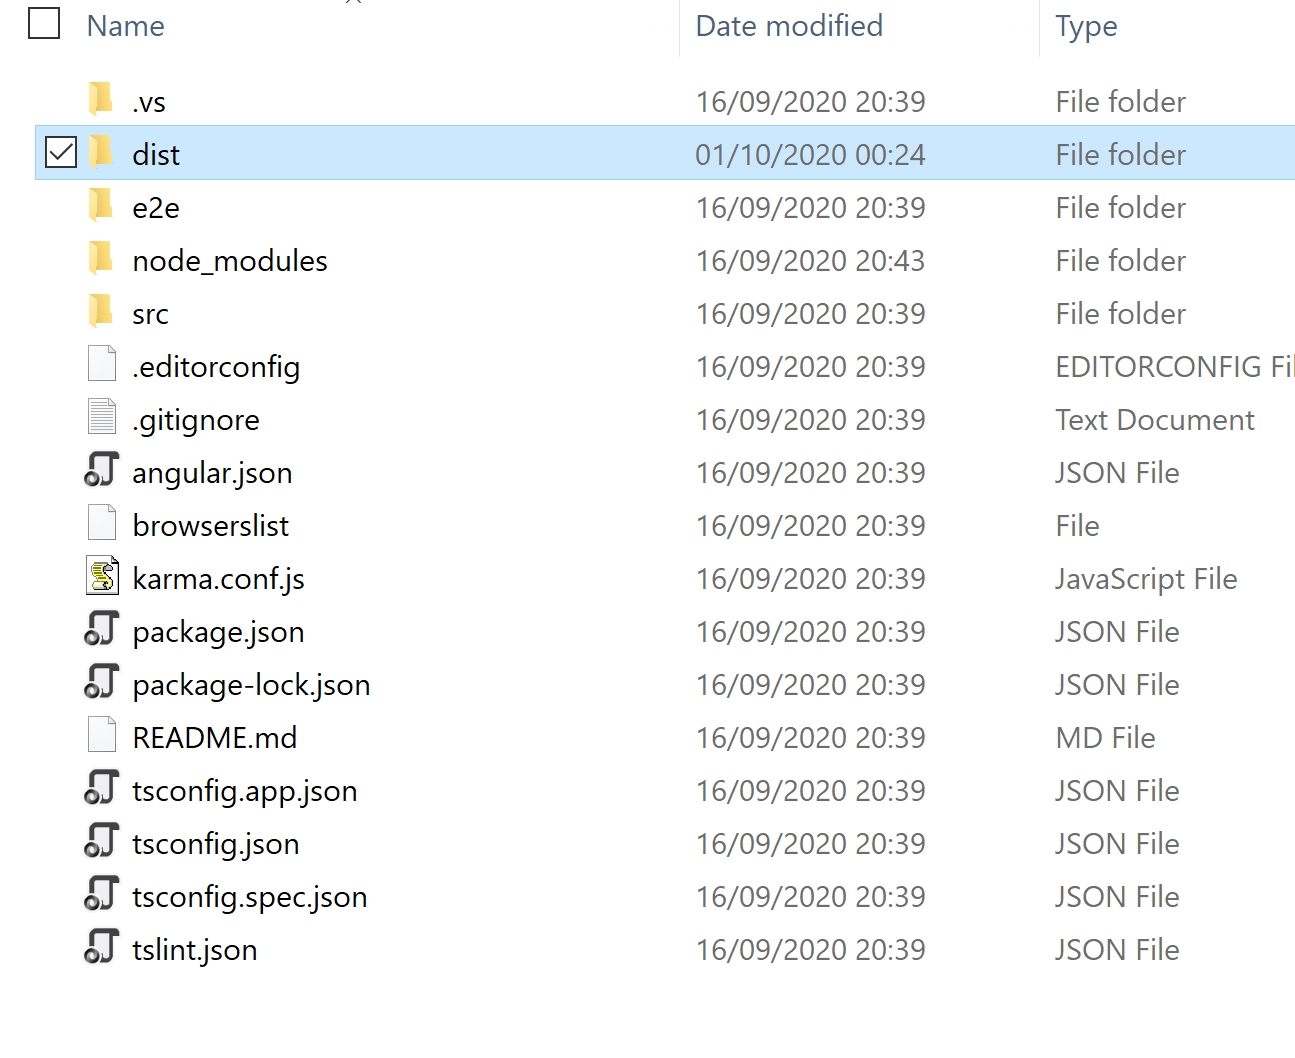 Name Date modified Type
.vs 16/09/2020 20:39 File folder
dist 01/10/2020 00:24 File folder
e2e 16/09/2020 20:39 File folder
node_modules 16/09/2020 20:43 File folder
src 16/09/2020 20:39 File folder
.editorconfig 16/09/2020 20:39 EDITORCONFIG Fil
.gitignore 16/09/2020 20:39 Text Document
angular.json 16/09/2020 20:39 JSON File
browserslist 16/09/2020 20:39 File
karma.conf.js 16/09/2020 20:39 JavaScript File
package.json 16/09/2020 20:39 JSON File
package-lock.json 16/09/2020 20:39 JSON File
README.md 16/09/2020 20:39 MD File
tsconfig.app.json 16/09/2020 20:39 JSON File
tsconfig.json 16/09/2020 20:39 JSON File
tsconfig.spec.json 16/09/2020 20:39 JSON File
tslint.json 16/09/2020 20:39 JSON File